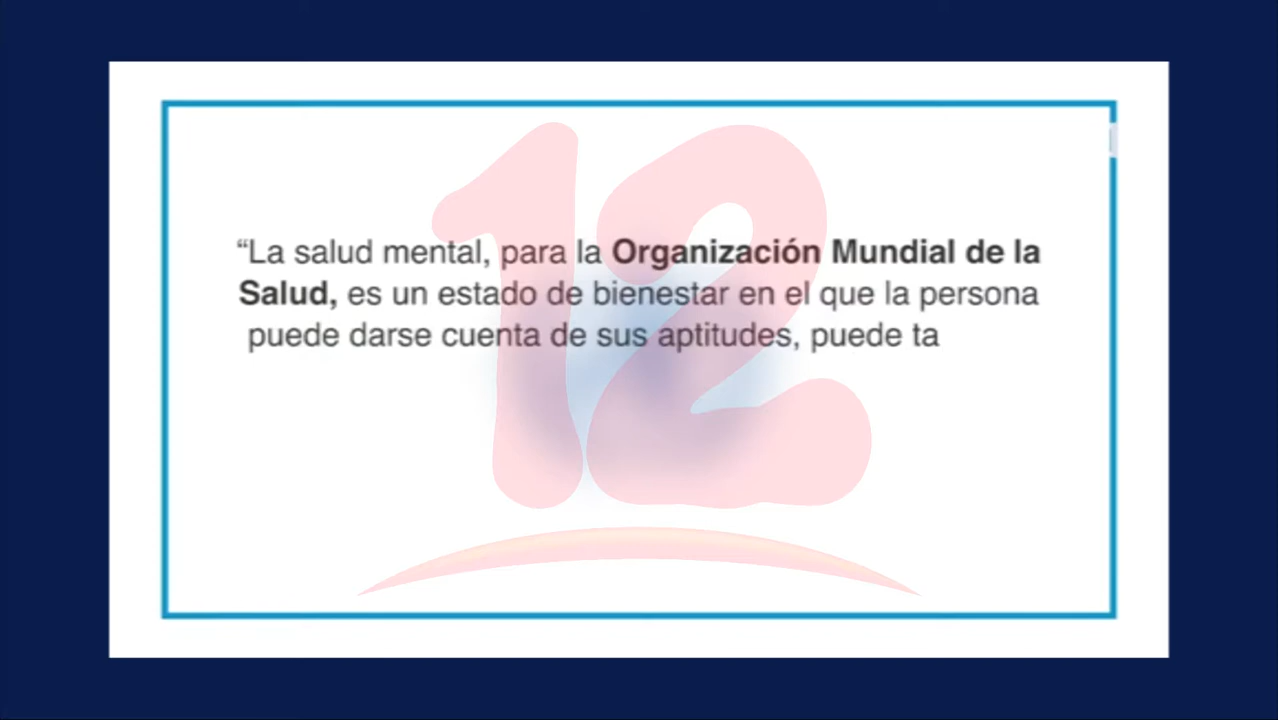 12
“La salud mental, para la Organización Mundial de la
Salud, es un estado de bienestar en el que la persona
puede darse cuenta de sus aptitudes, puede ta